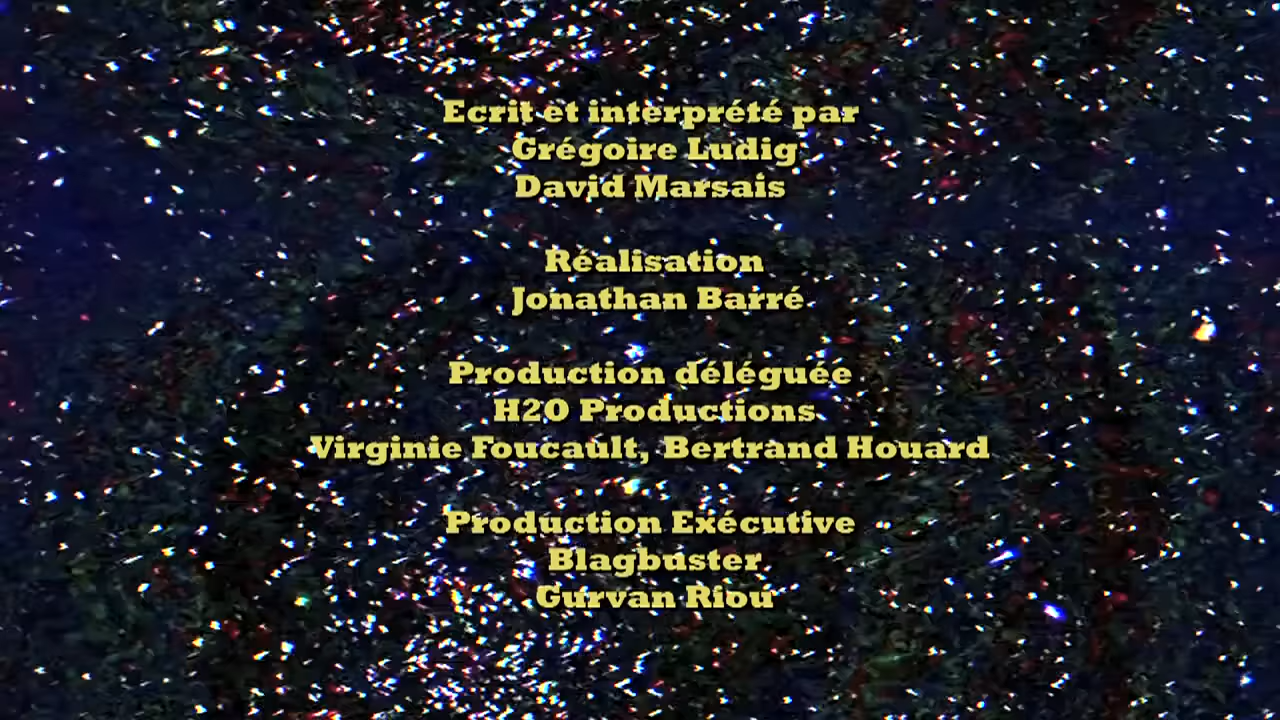 Ecrit et interprété par
Grégoire Ludig
David Marsais
Réalisation
Jonathan Barré
Production déléguée
H2O Productions
Virginie Foucault, Bertrand Houard
Production Exécutive
Blagbuster
Gurvan Riou